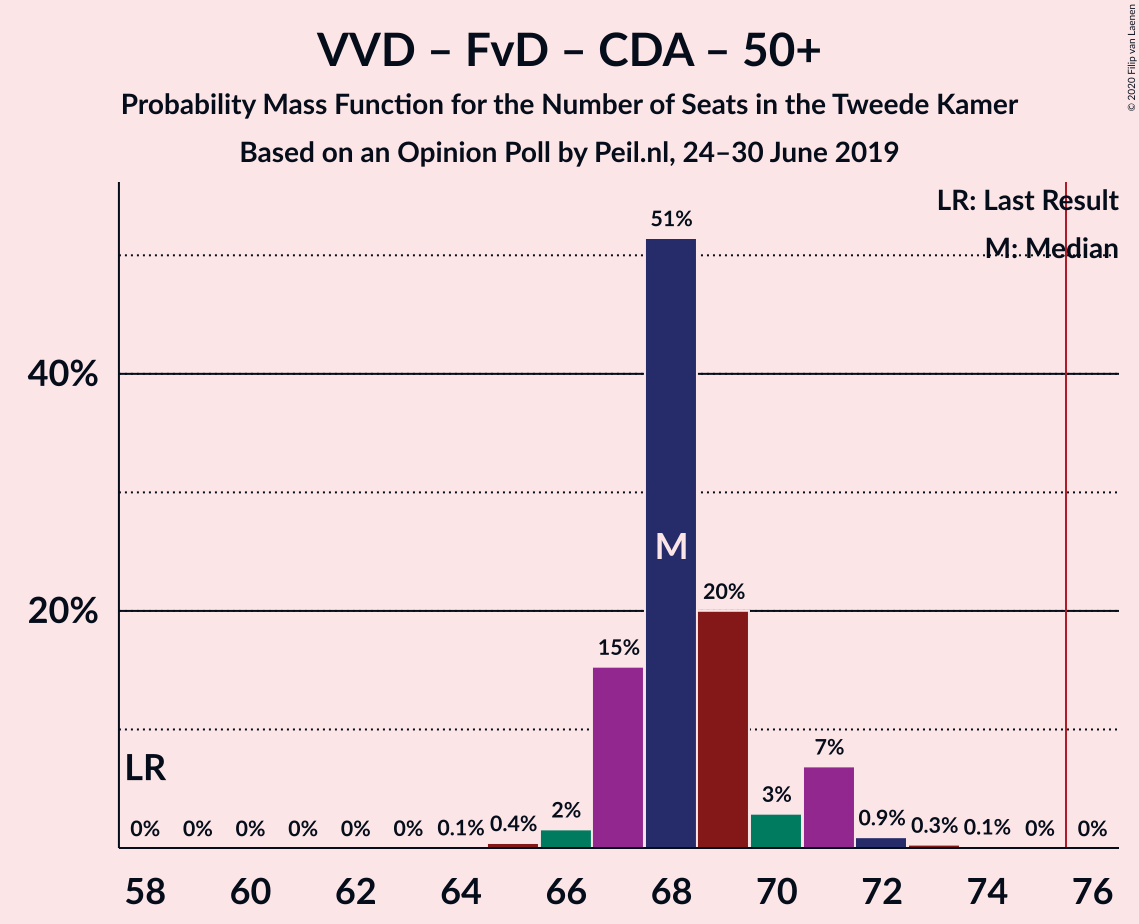 VVD – FvD – CDA – 50+
Probability Mass Function for the Number of Seats in the Tweede Kamer
Based on an Opinion Poll by Peil.nl, 24–30 June 2019
© 2020 Filip van Laenen
LR: Last Result
M: Median
51%
40%
M
20%
20%
15%
LR
7%
3%
2%
0% 0% 0% 0% 0% 0% 0.1% 0.4% 0.9% 0.3% 0.1% 0% 0%
58 60 62 64 66 68 70 72 74 76